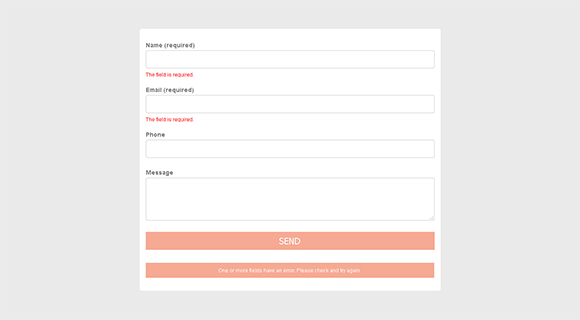 Name (required)
The field is required.
Email (required)
The field is required.
Phone
Message
SEND
One or more fields have an error. Please check and try again.